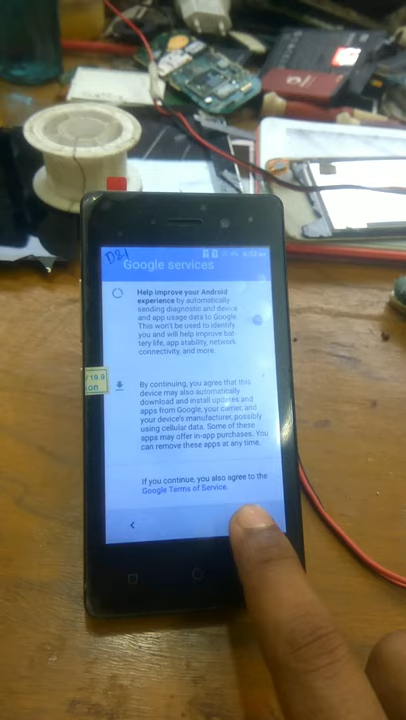 D81
Google services
Help improve your Android
experience by automatically
sending diagnostic and device
and app usage data to Google.
This won't be used to identify
you and will help improve bat
tery life, app stability, network
connectivity, and more.
/19.9
ion
By continuing, you agree that this
device may also automatically
download and install updates and
apps from Google, your carrier, and
your device's manufacturer, possibly
using cellular data. Some of these
apps may offer in-app purchases. You
can remove these apps at any time.
If you continue, you also agree to the
Google Terms of Service.